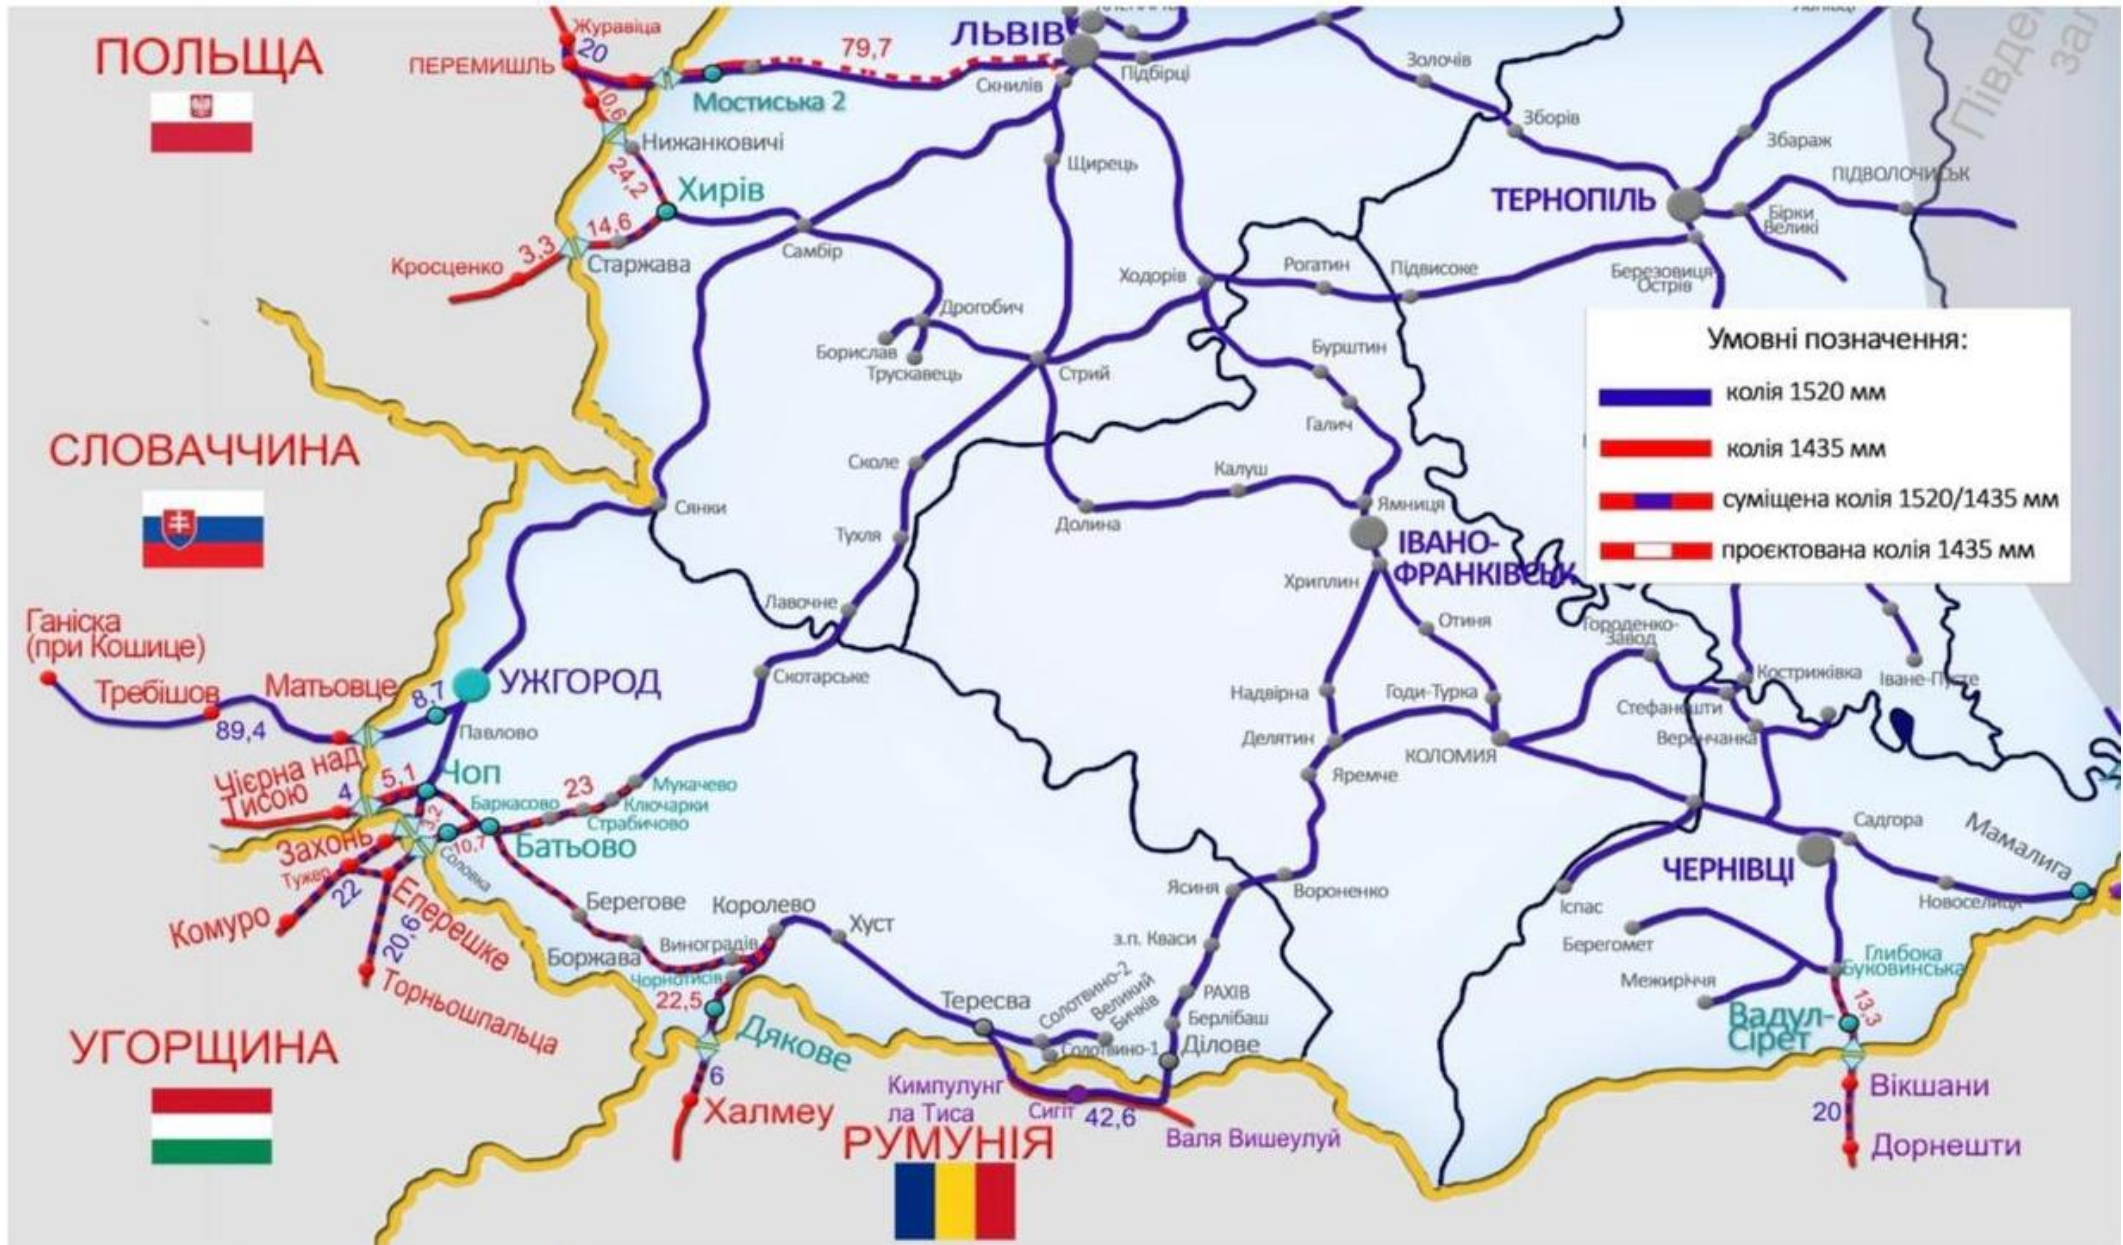 ПОЛЬЩА
Журавіца
20
ПЕРЕМИШЛЬ
10,6
79,7
Мостиська 2
ЛЬВІВ
Скнилів
Підбірці
Золочів
Зборів
Збараж
ТЕРНОПІЛЬ
ПІДВОЛОЧИСЬК
Бірки
Великі
Березовиця-
Острів
Нижанковичі
24,2
Хирів
14,6
3,3
Кросценко
Старжава
Самбір
Щирець
Ходорів
Рогатин
Підвисоке
Дрогобич
Борислав
Трускавець
Стрий
Бурштин
Галич
Умовні позначення:
колія 1520 мм
колія 1435 мм
суміщена колія 1520/1435 мм
проєктована колія 1435 мм
СЛОВАЧЧИНА
Сянки
Сколе
Тухля
Лавочне
Скотарське
Долина
Калуш
Ямниця
ІВАНО-
ФРАНКІВСЬК
Хриплин
Отиня
Городенко-
Завод
Надвірна
Годи-Турка
Делятин
КОЛОМИЯ
Яремче
Стефанешти
Кострижівка
Іване-Пусте
Веренчанка
Ганіска
(при Кошице)
Требішов
89,4
Матьовце
8,7
УЖГОРОД
Павлово
Чієрна над
Тисою
4
5,1
Чоп
3,2
Баркасово
23
Мукачево
Ключарки
Страбичово
Батьово
10,7
Соловка
Захонь
Тужер
22
Комуро
Еперешке
20,6
Торньошпальца
Берегове
Боржава
Виноградів
Королево
Хуст
Чорнотисів
22,5
Дякове
6
Халмеу
УГОРЩИНА
РУМУНІЯ
Тересва
Солотвино-2
Великий
Бичків
Солотвино-1
Ділове
Берлібаш
РАХІВ
з.п. Кваси
Ясиня
Вороненко
Кимпулунг
ла Тиса
Сигіт
42,6
Валя Вишеулуй
Садгора
ЧЕРНІВЦІ
Мамалига
Новоселиця
Іспас
Берегомет
Межиріччя
Глибока
Буковинська
13,3
Вадул-
Сірет
Вікшани
20
Дорнешти